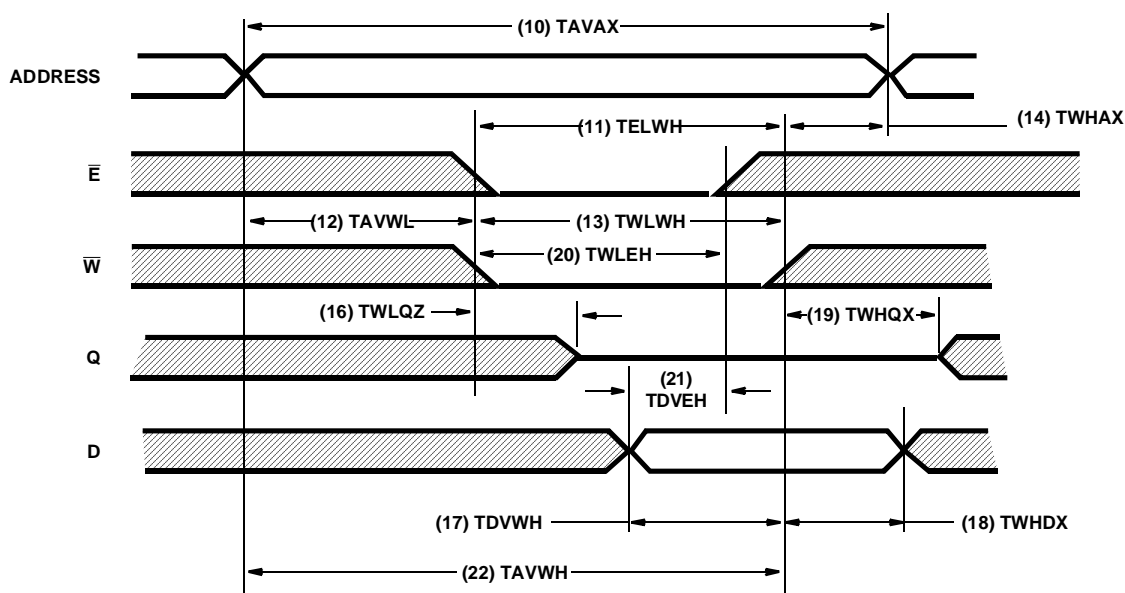 (10) TAVAX
ADDRESS
(11) TELWH
(14) TWHAX
E̅
(12) TAVWL
(13) TWLWH
W̅
(20) TWLEH
(16) TWLQZ
(19) TWHQX
Q
(21)
TDVEH
D
(17) TDVWH
(18) TWHDX
(22) TAVWH